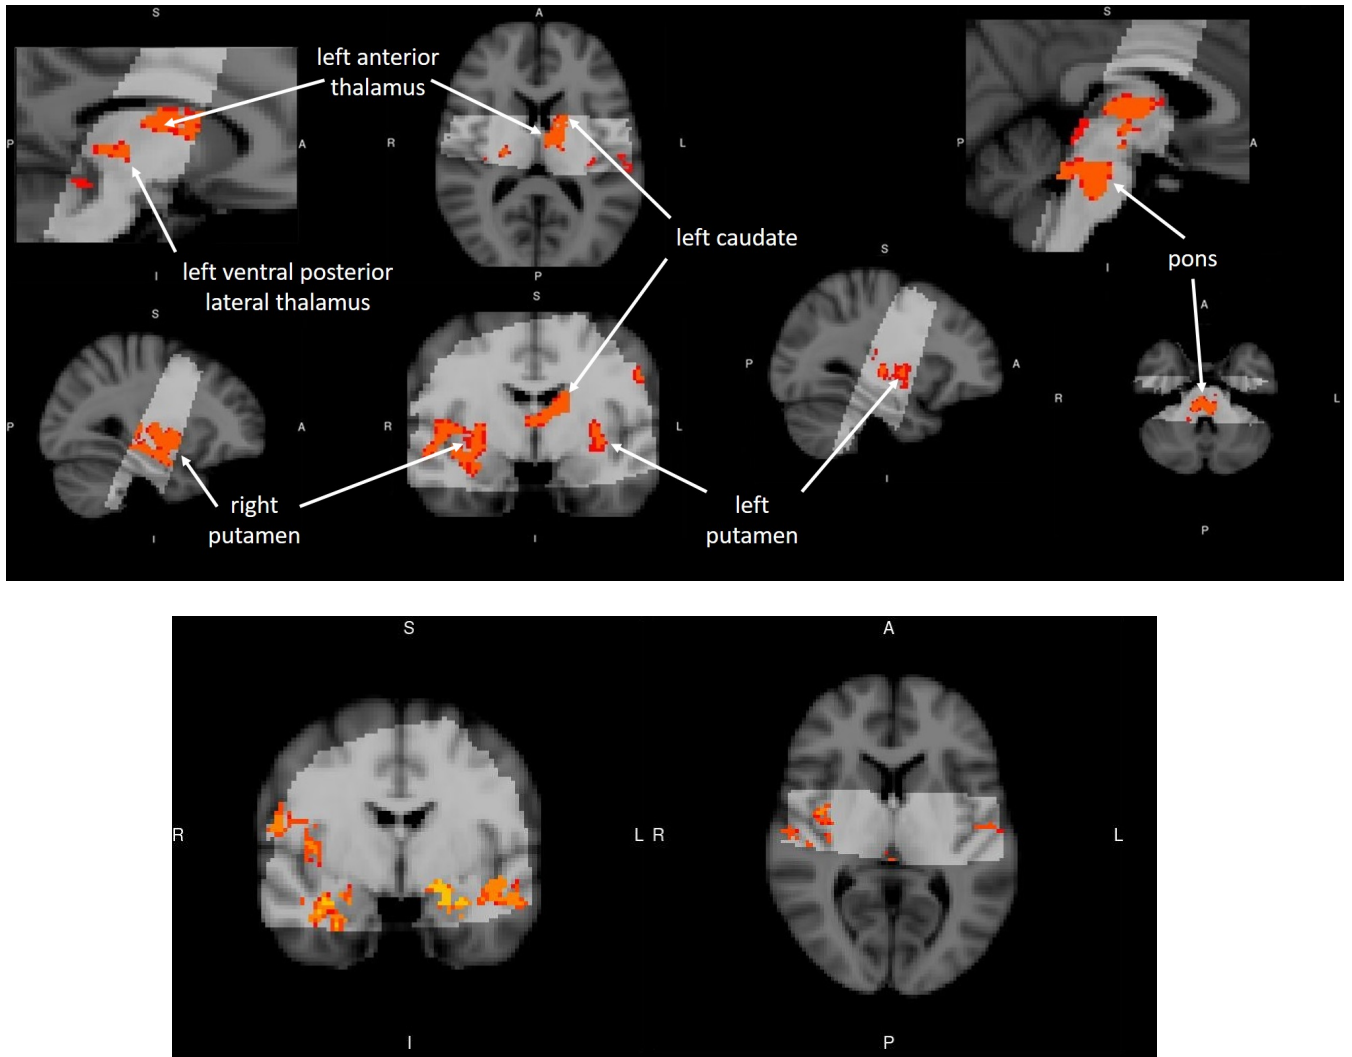 S
left anterior
thalamus
P
A
I
left ventral posterior
lateral thalamus
A
R
L
P
left caudate
S
P
A
I
pons
S
P
A
I
right
putamen
S
R
L
I
left
putamen
S
P
A
I
A
R
L
P
S
R
L
I
A
R
L
P